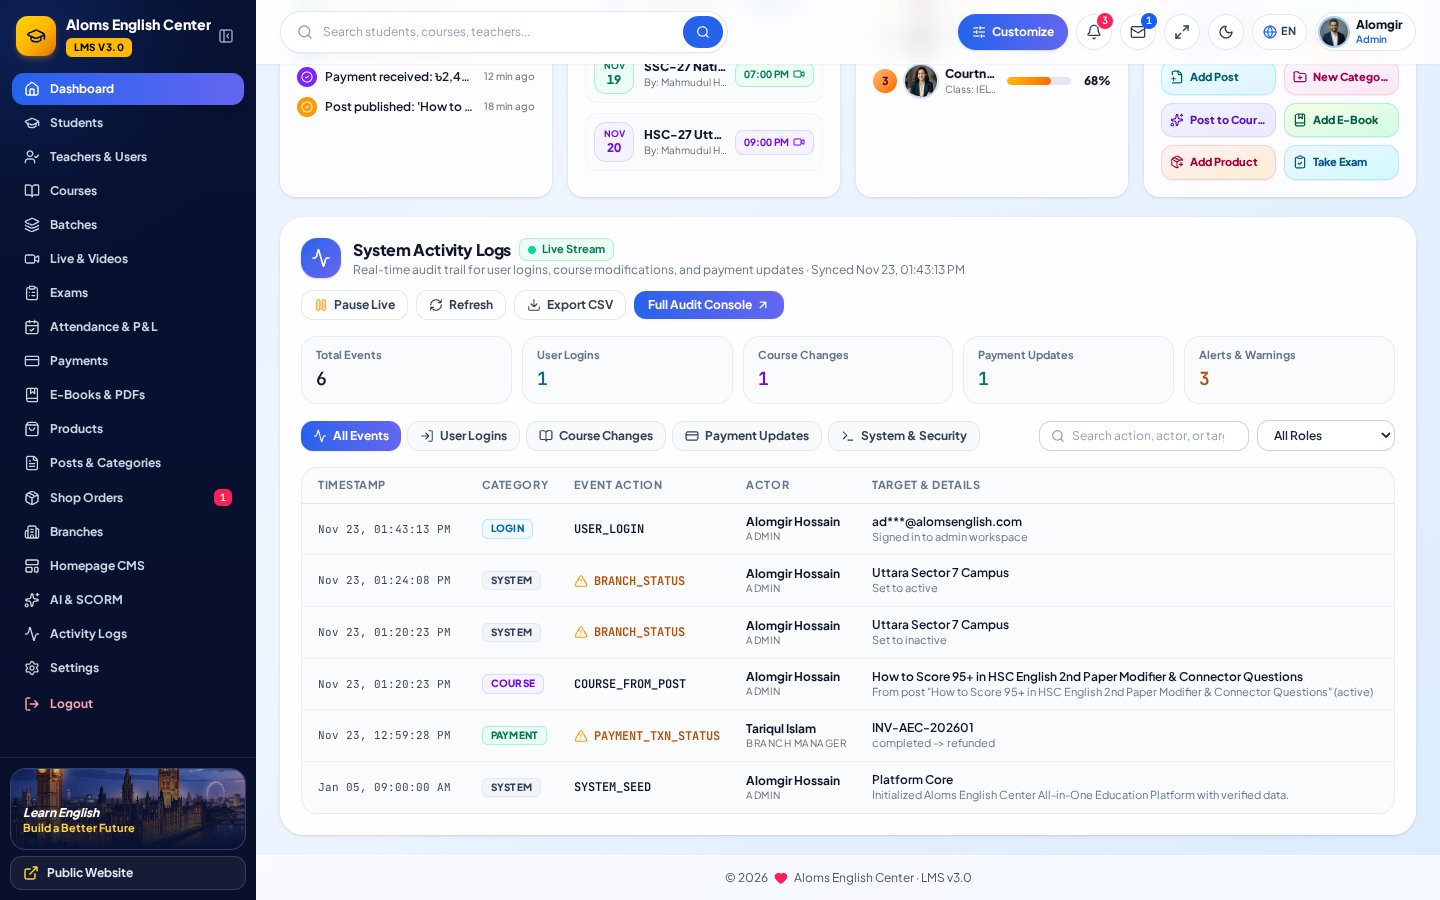 Aloms English Center
LMS V3.0
Dashboard
Students
Teachers & Users
Courses
Batches
Live & Videos
Exams
Attendance & P&L
Payments
E-Books & PDFs
Products
Posts & Categories
Shop Orders 1
Branches
Homepage CMS
AI & SCORM
Activity Logs
Settings
Logout
Learn English
Build a Better Future
Public Website
Search students, courses, teachers...
Customize 3 1 EN Alomgir
Admin
Payment received: ৳2,4... 12 min ago
Post published: 'How to ... 18 min ago
NOV 19 SSC-27 Nati... 07:00 PM
By: Mahmudul H...
NOV 20 HSC-27 Utt... 09:00 PM
By: Mahmudul H...
3 Courtn... 68%
Class: IEL...
Add Post New Catego...
Post to Cour... Add E-Book
Add Product Take Exam
System Activity Logs Live Stream
Real-time audit trail for user logins, course modifications, and payment updates · Synced Nov 23, 01:43:13 PM
Pause Live Refresh Export CSV Full Audit Console
Total Events User Logins Course Changes Payment Updates Alerts & Warnings
6 1 1 1 3
All Events User Logins Course Changes Payment Updates System & Security Search action, actor, or targ All Roles
TIMESTAMP CATEGORY EVENT ACTION ACTOR TARGET & DETAILS
Nov 23, 01:43:13 PM LOGIN USER_LOGIN Alomgir Hossain ad***@alomsenglish.com
ADMIN Signed in to admin workspace
Nov 23, 01:24:08 PM SYSTEM BRANCH_STATUS Alomgir Hossain Uttara Sector 7 Campus
ADMIN Set to active
Nov 23, 01:20:23 PM SYSTEM BRANCH_STATUS Alomgir Hossain Uttara Sector 7 Campus
ADMIN Set to inactive
Nov 23, 01:20:23 PM COURSE COURSE_FROM_POST Alomgir Hossain How to Score 95+ in HSC English 2nd Paper Modifier & Connector Questions
ADMIN From post "How to Score 95+ in HSC English 2nd Paper Modifier & Connector Questions" (active)
Nov 23, 12:59:28 PM PAYMENT PAYMENT_TXN_STATUS Tariqul Islam INV-AEC-202601
BRANCH MANAGER completed -> refunded
Jan 05, 09:00:00 AM SYSTEM SYSTEM_SEED Alomgir Hossain Platform Core
ADMIN Initialized Aloms English Center All-in-One Education Platform with verified data.
© 2026 Aloms English Center · LMS v3.0